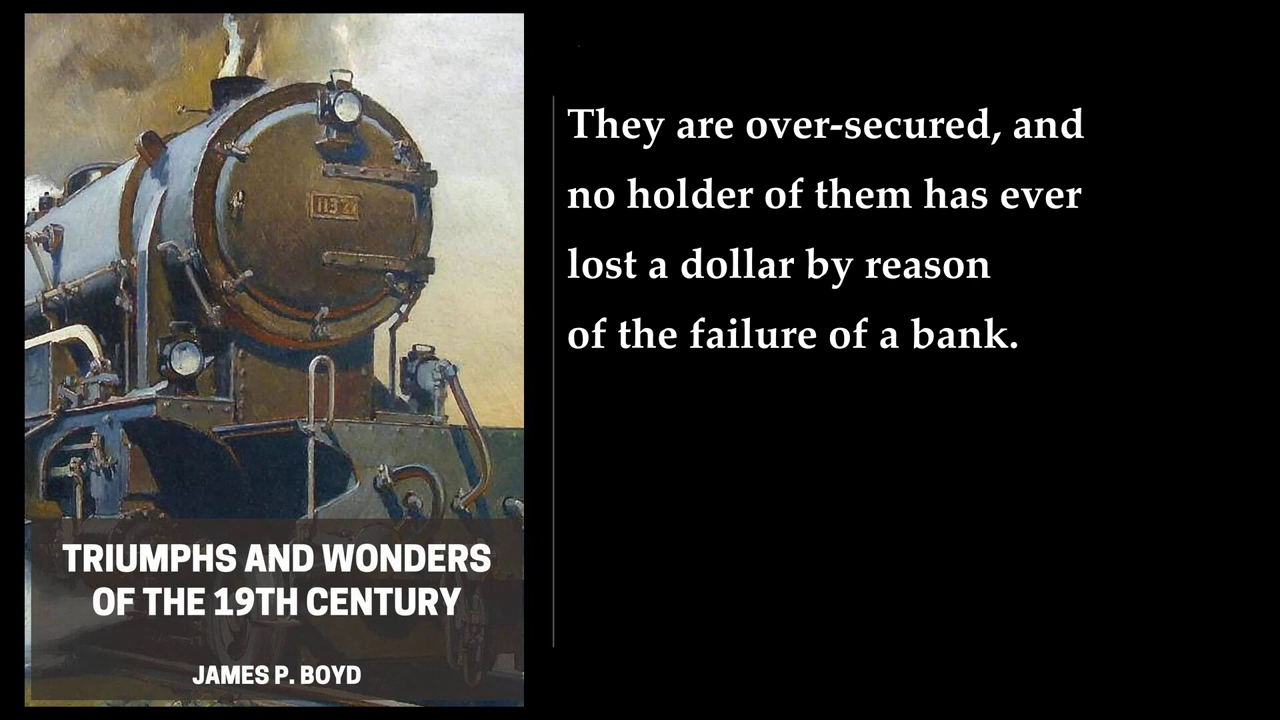 They are over-secured, and
no holder of them has ever
lost a dollar by reason
of the failure of a bank.
1132
TRIUMPHS AND WONDERS
OF THE 19TH CENTURY
JAMES P. BOYD